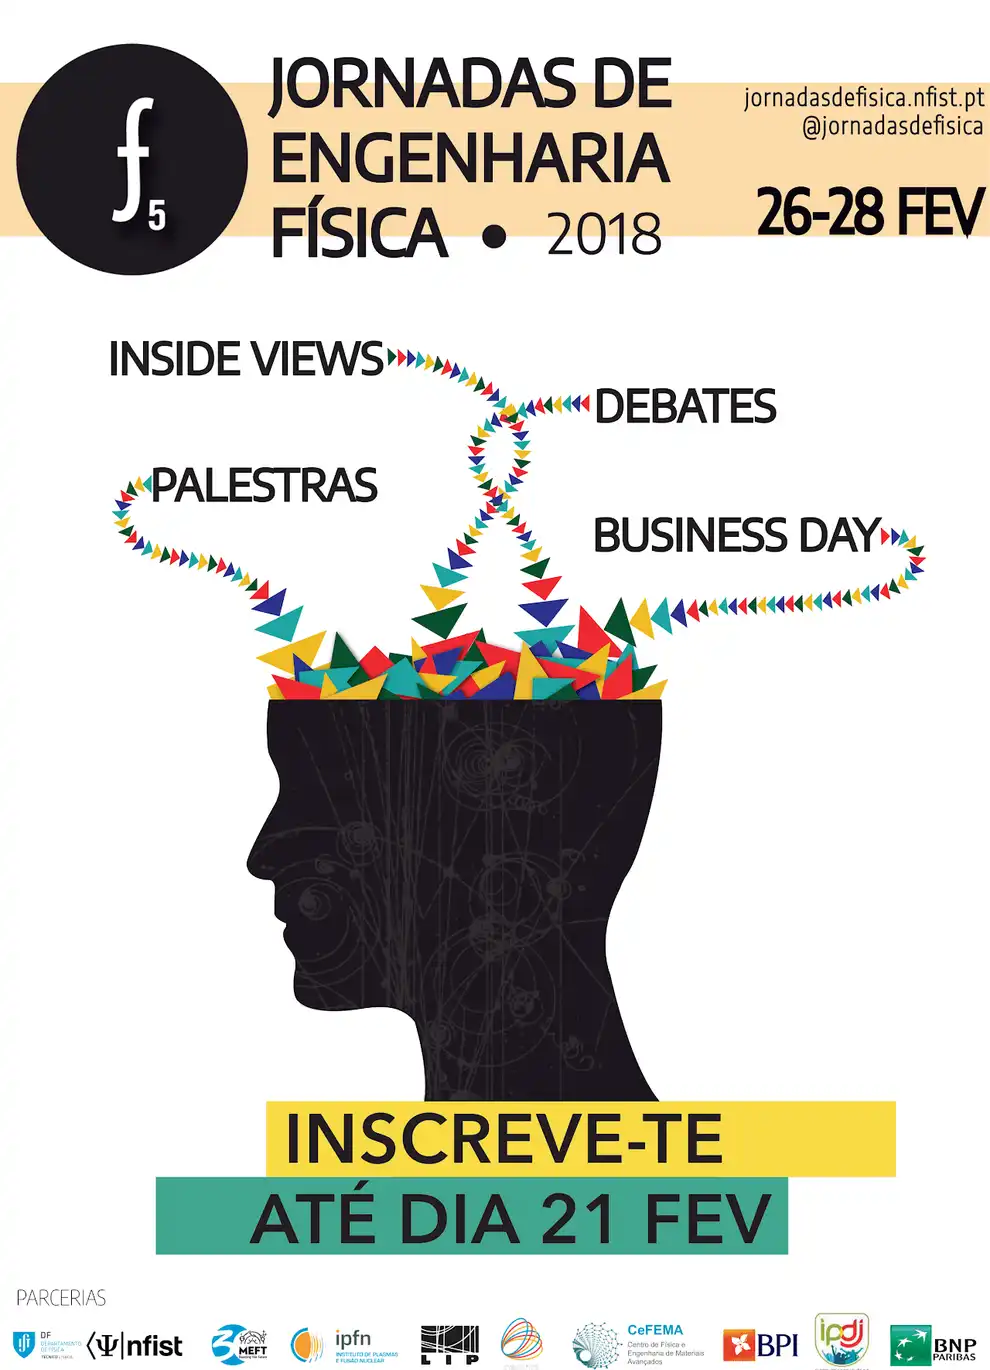 f5
JORNADAS DE
ENGENHARIA
FÍSICA • 2018
jornadasdefisica.nfist.pt
@jornadasdefisica
26-28 FEV
INSIDE VIEWS
DEBATES
PALESTRAS
BUSINESS DAY
INSCREVE-TE
ATÉ DIA 21 FEV
PARCERIAS
DF
DEPARTAMENTO
DE FÍSICA
TÉCNICO LISBOA
⟨Ψ|nfist
30
MEFT
ipfn
INSTITUTO DE PLASMAS
E FUSÃO NUCLEAR
LIP
CeFEMA
Centro de Física e
Engenharia de Materiais
Avançados
BPI
ipdj
BNP
PARIBAS